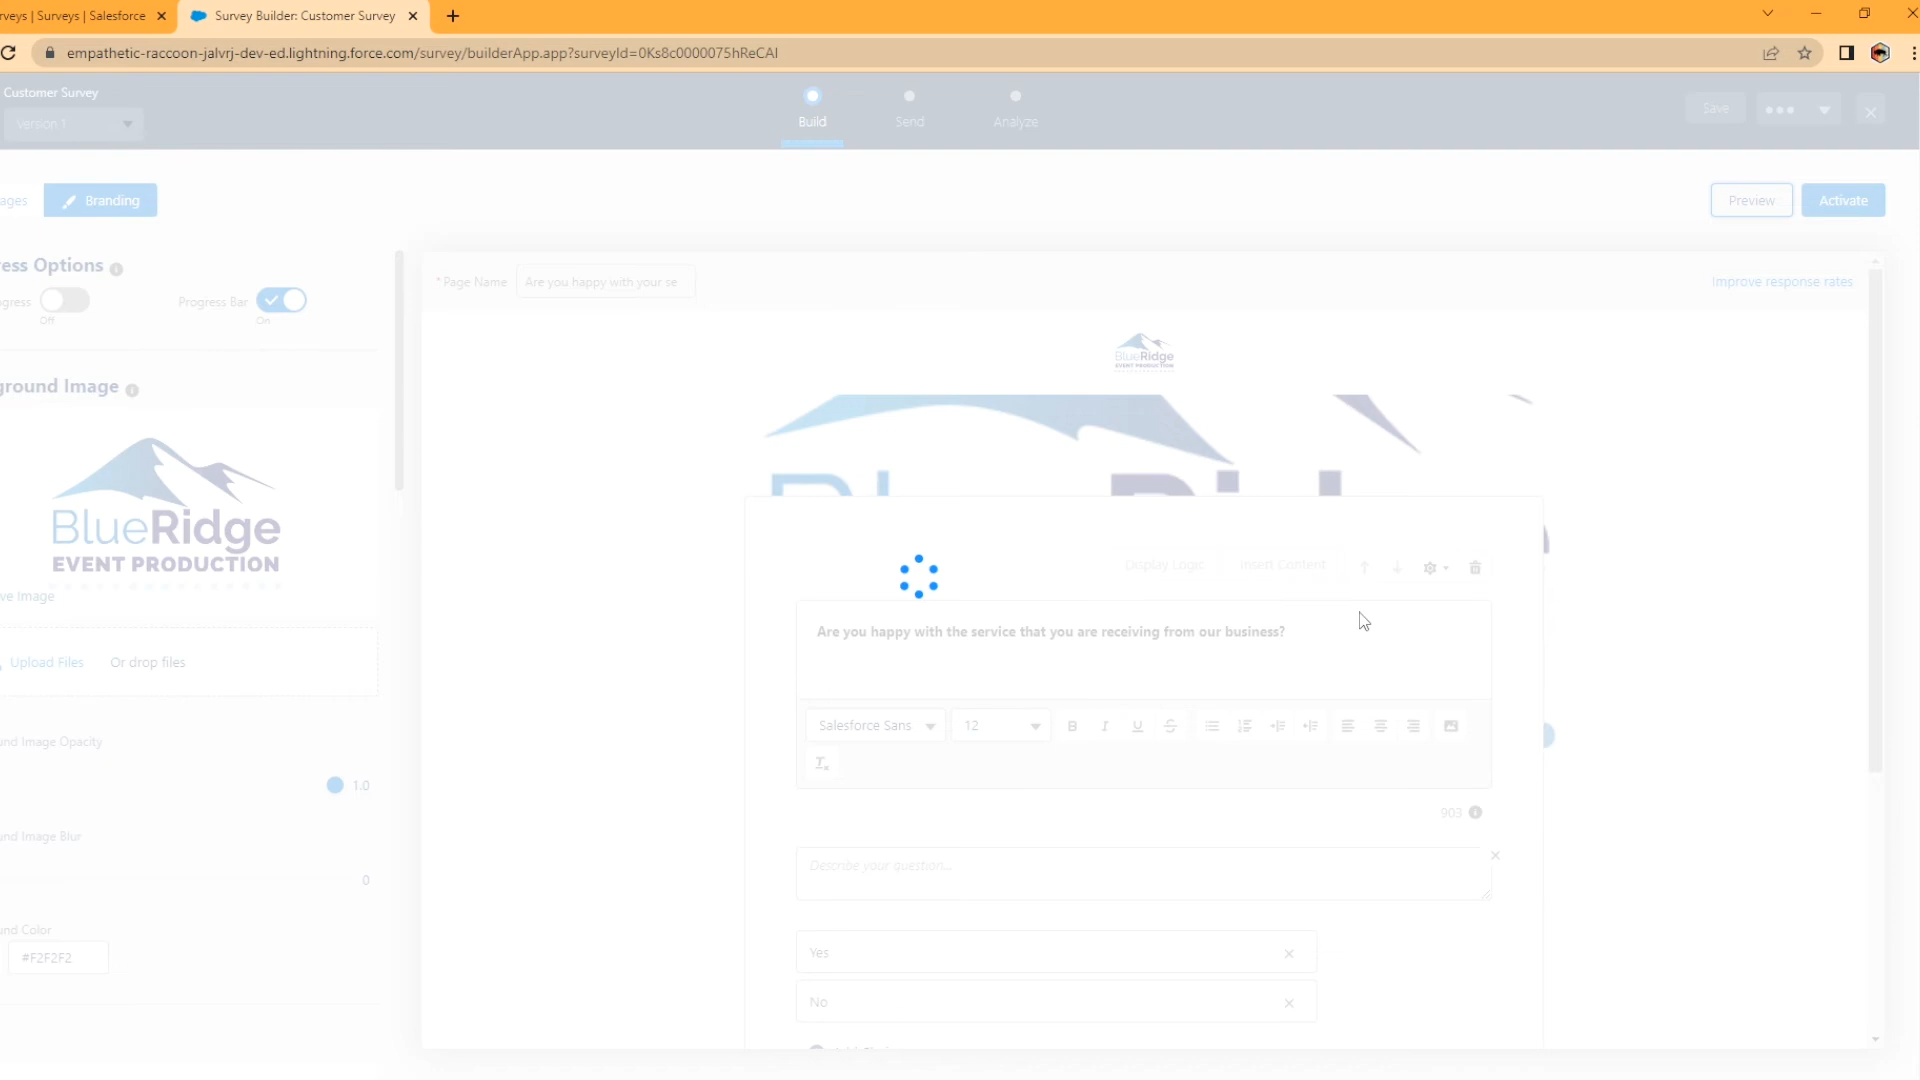 rveys | Surveys | Salesforce
Survey Builder: Customer Survey
empathetic-raccoon-jalvrj-dev-ed.lightning.force.com/survey/builderApp.app?surveyId=0Ks8c0000075hReCAI
Customer Survey
Version 1
Build
Send
Analyze
Save
ages
Branding
Preview
Activate
ess Options
gress
Off
Progress Bar
On
* Page Name
Are you happy with your se
Improve response rates
BlueRidge
EVENT PRODUCTION
ground Image
BlueRidge
EVENT PRODUCTION
ve Image
Upload Files
Or drop files
und Image Opacity
1.0
und Image Blur
0
und Color
#F2F2F2
Display Logic
Insert Content
Are you happy with the service that you are receiving from our business?
Salesforce Sans
12
B
I
U
S
903
Describe your question...
Yes
No